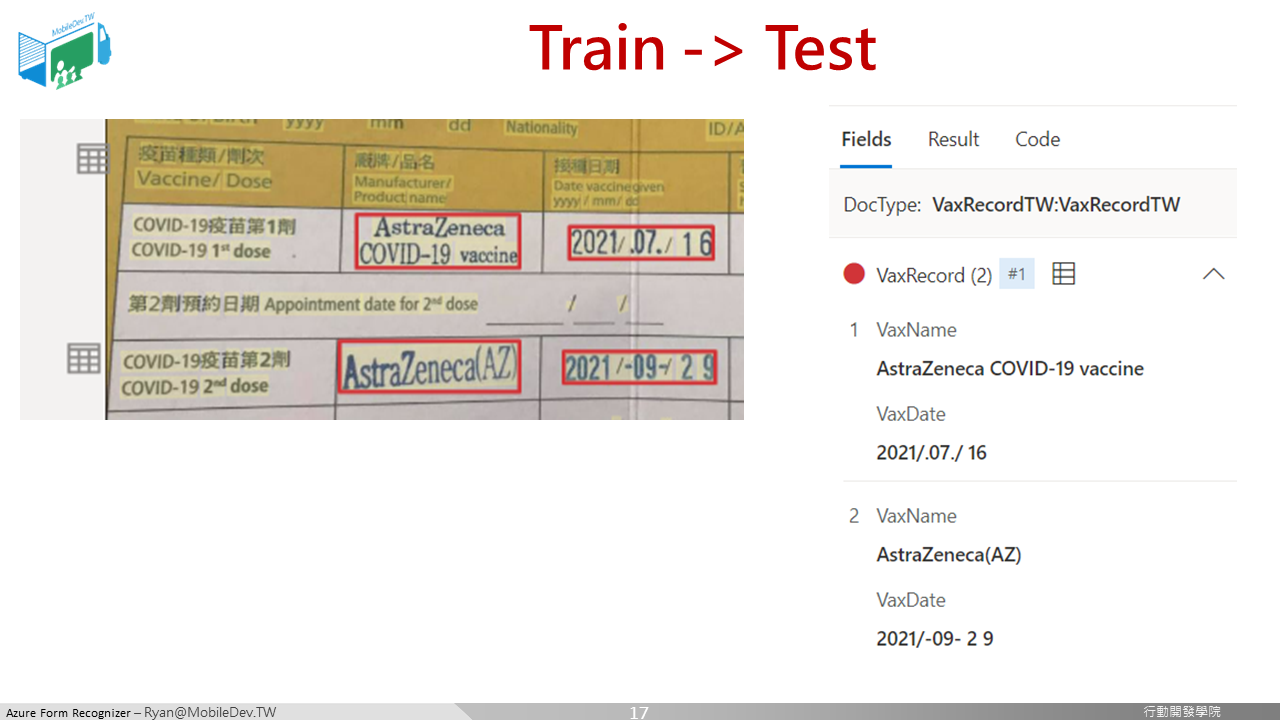 MobileDev.TW
Train -> Test
yyyy mm dd Nationality ID/
疫苗種類/劑次 廠牌/品名 接種日期
Vaccine/ Dose Manufacturer/ Date vaccine given
Product name yyyy / mm/ dd
COVID-19疫苗第1劑 AstraZeneca 2021/.07./ 16
COVID-19 1st dose COVID-19 vaccine
第2劑預約日期 Appointment date for 2nd dose / /
COVID-19疫苗第2劑 AstraZeneca(AZ) 2021/-09-/ 2 9
COVID-19 2nd dose
Fields Result Code
DocType: VaxRecordTW:VaxRecordTW
VaxRecord (2) #1
1 VaxName
AstraZeneca COVID-19 vaccine
VaxDate
2021/.07./ 16
2 VaxName
AstraZeneca(AZ)
VaxDate
2021/-09- 2 9
Azure Form Recognizer – Ryan@MobileDev.TW 17 行動開發學院